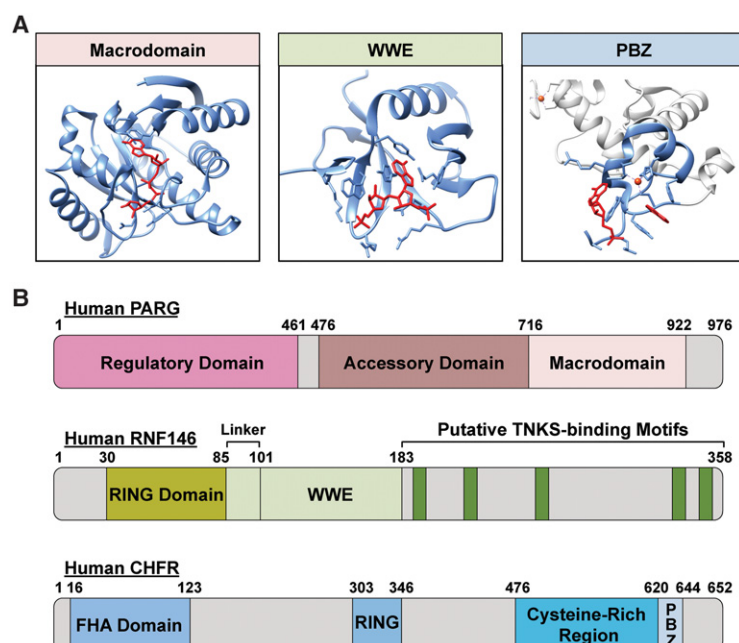 A
Macrodomain WWE PBZ
B
Human PARG
1 461 476 716 922 976
Regulatory Domain Accessory Domain Macrodomain
Human RNF146 Linker Putative TNKS-binding Motifs
1 30 85 101 183 358
RING Domain WWE
Human CHFR
1 16 123 303 346 476 620 644 652
FHA Domain RING Cysteine-Rich Region PBZ